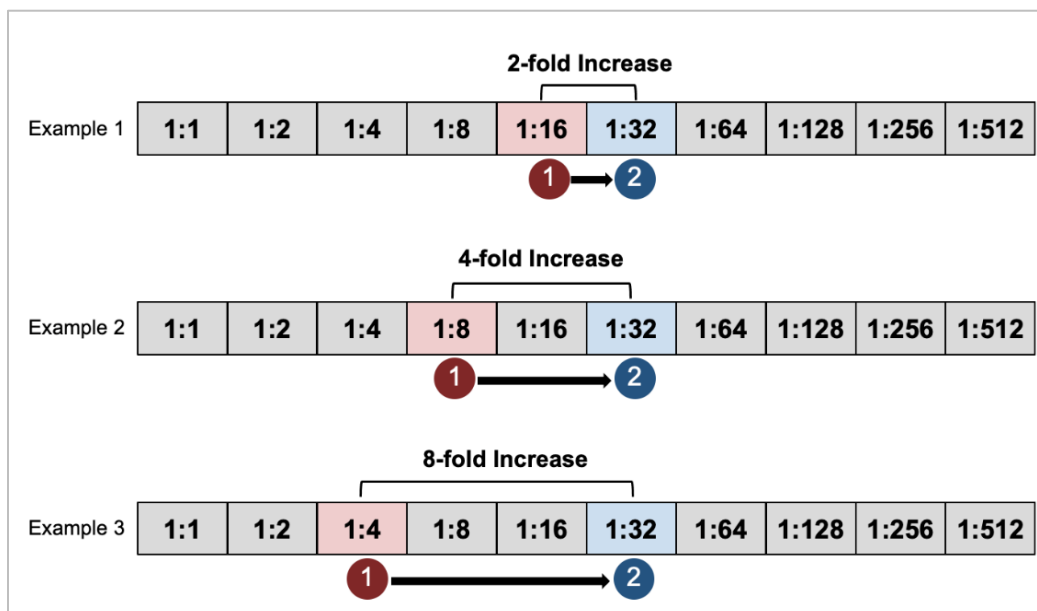 2-fold Increase
Example 1 1:1 1:2 1:4 1:8 1:16 1:32 1:64 1:128 1:256 1:512
1 2
4-fold Increase
Example 2 1:1 1:2 1:4 1:8 1:16 1:32 1:64 1:128 1:256 1:512
1 2
8-fold Increase
Example 3 1:1 1:2 1:4 1:8 1:16 1:32 1:64 1:128 1:256 1:512
1 2